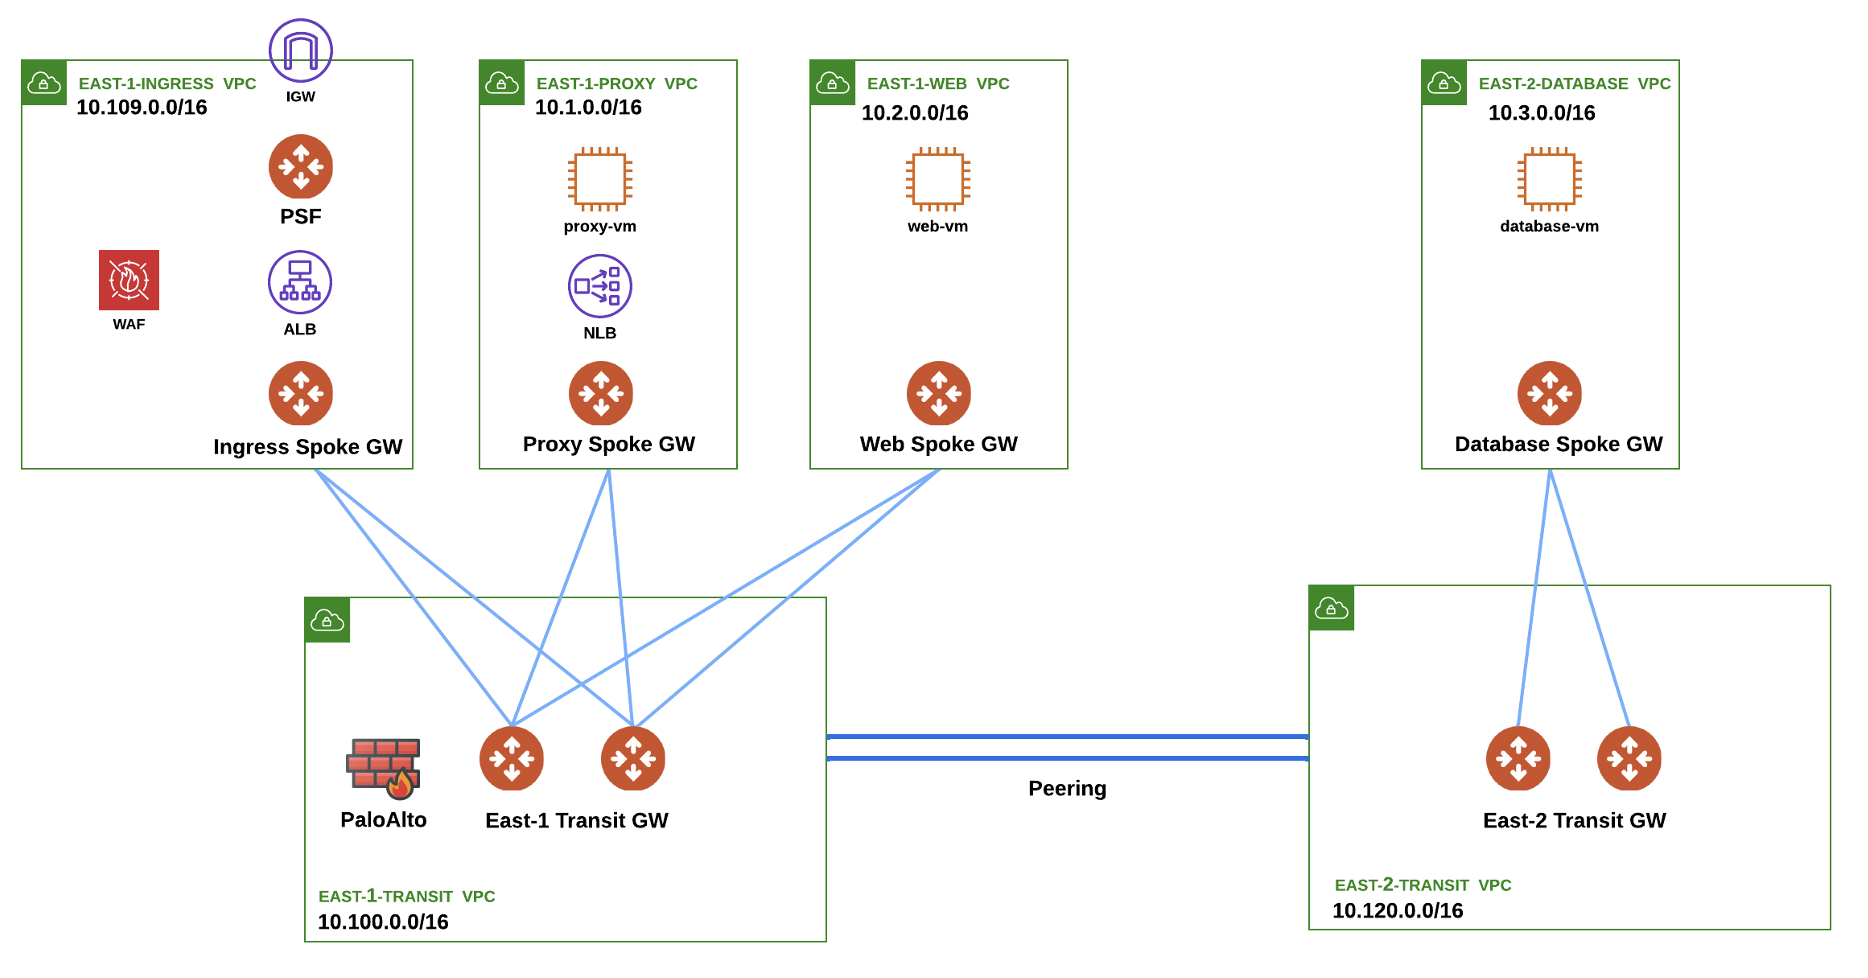 IGW
EAST-1-INGRESS VPC
10.109.0.0/16
PSF
WAF
ALB
Ingress Spoke GW
EAST-1-PROXY VPC
10.1.0.0/16
proxy-vm
NLB
Proxy Spoke GW
EAST-1-WEB VPC
10.2.0.0/16
web-vm
Web Spoke GW
EAST-2-DATABASE VPC
10.3.0.0/16
database-vm
Database Spoke GW
PaloAlto
East-1 Transit GW
EAST-1-TRANSIT VPC
10.100.0.0/16
Peering
East-2 Transit GW
EAST-2-TRANSIT VPC
10.120.0.0/16